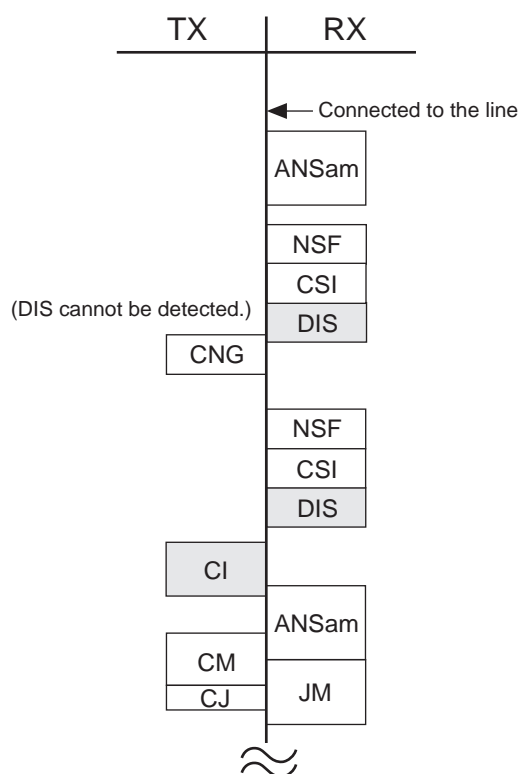 TX RX
Connected to the line
ANSam
NSF
CSI
(DIS cannot be detected.)
DIS
CNG
NSF
CSI
DIS
CI
ANSam
CM
JM
CJ